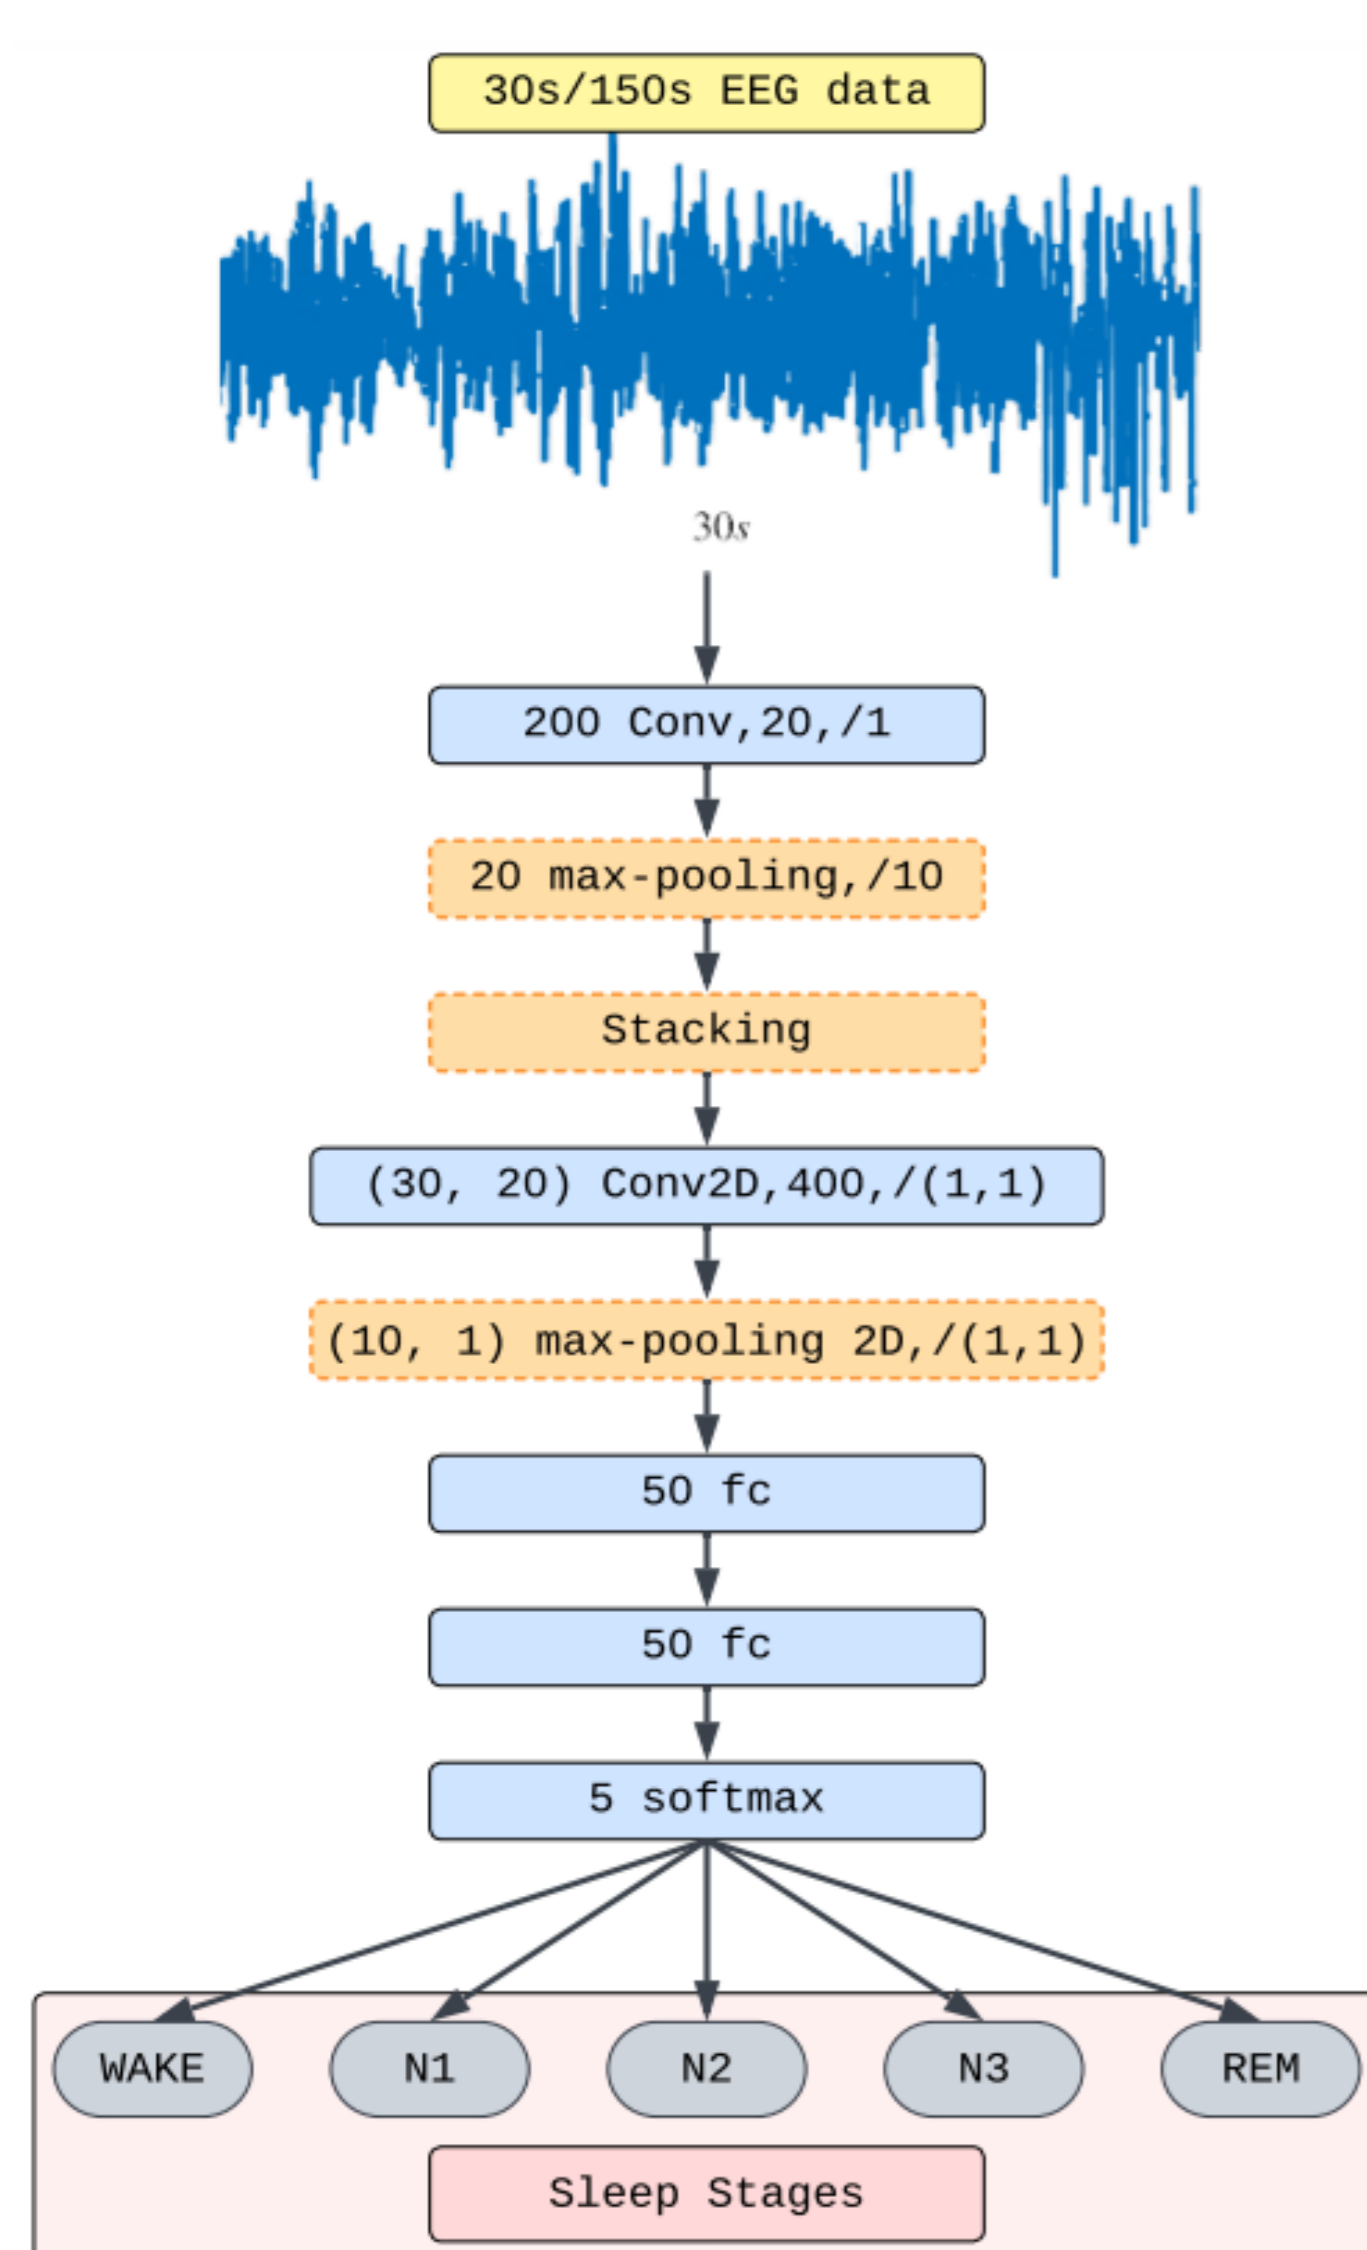 30s/150s EEG data
30s
200 Conv,20,/1
20 max-pooling,/10
Stacking
(30, 20) Conv2D,400,/(1,1)
(10, 1) max-pooling 2D,/(1,1)
50 fc
50 fc
5 softmax
WAKE N1 N2 N3 REM
Sleep Stages